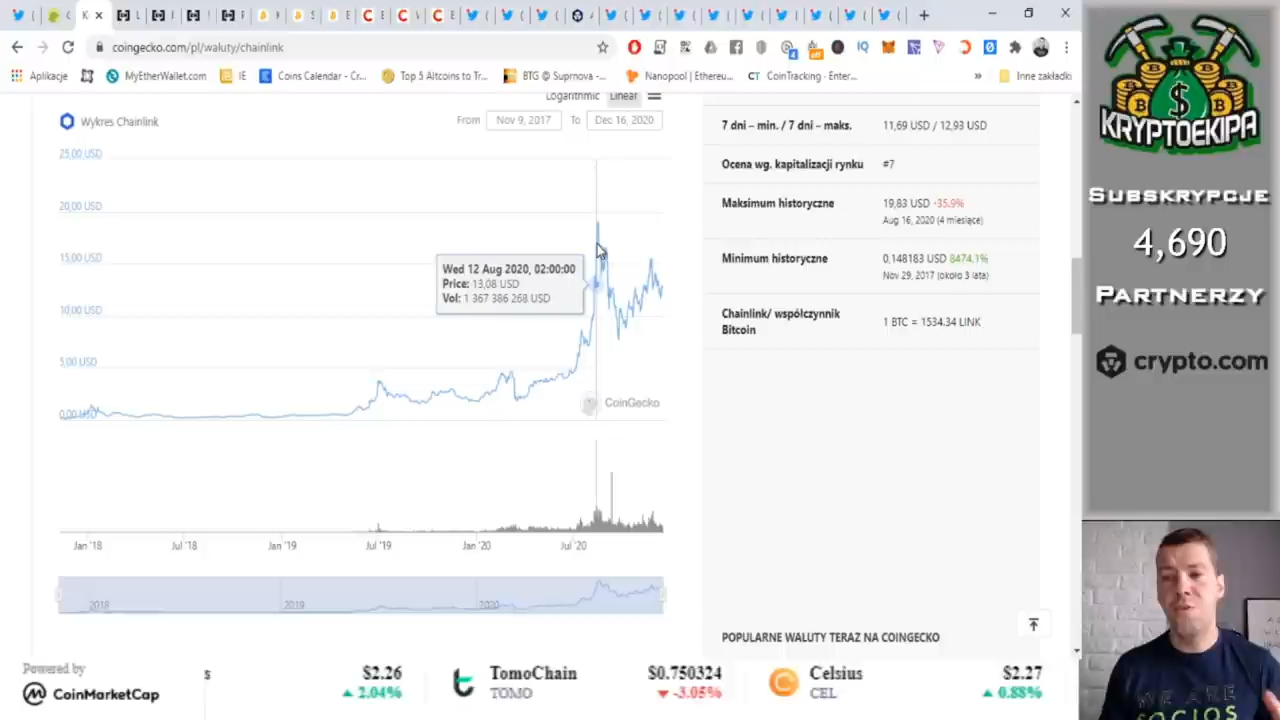 K
coingecko.com/pl/waluty/chainlink
Aplikacje
MyEtherWallet.com
IE
Coins Calendar - Cr...
Top 5 Altcoins to Tr...
BTG @ Suprnova -...
Nanopool | Ethereu...
CT CoinTracking · Enter...
»
Inne zakładki
Logarithmic Linear
Wykres Chainlink
From Nov 9, 2017 To Dec 16, 2020
25,00 USD
20,00 USD
15,00 USD
10,00 USD
5,00 USD
0,00 USD
Wed 12 Aug 2020, 02:00:00
Price: 13,08 USD
Vol: 1 367 386 268 USD
CoinGecko
Jan '18 Jul '18 Jan '19 Jul '19 Jan '20 Jul '20
2018 2019 2020
7 dni – min. / 7 dni – maks. 11,69 USD / 12,93 USD
Ocena wg. kapitalizacji rynku #7
Maksimum historyczne 19,83 USD -35.9%
Aug 16, 2020 (4 miesiące)
Minimum historyczne 0,148183 USD 8474.1%
Nov 29, 2017 (około 3 lata)
Chainlink/ współczynnik
Bitcoin
1 BTC = 1534.34 LINK
POPULARNE WALUTY TERAZ NA COINGECKO
KRYPTOEKIPA
Subskrypcje
4,690
Partnerzy
crypto.com
WE ARE
SOCIOS
Powered by
CoinMarketCap
s
$2.26
▲ 2.04%
TomoChain
TOMO
$0.750324
▼ -3.05%
Celsius
CEL
$2.27
▲ 0.88%